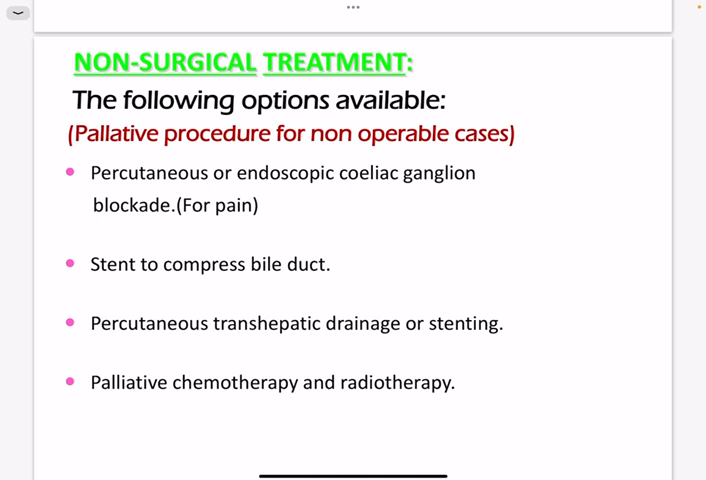 NON-SURGICAL TREATMENT:
The following options available:
(Pallative procedure for non operable cases)
• Percutaneous or endoscopic coeliac ganglion
blockade.(For pain)
• Stent to compress bile duct.
• Percutaneous transhepatic drainage or stenting.
• Palliative chemotherapy and radiotherapy.